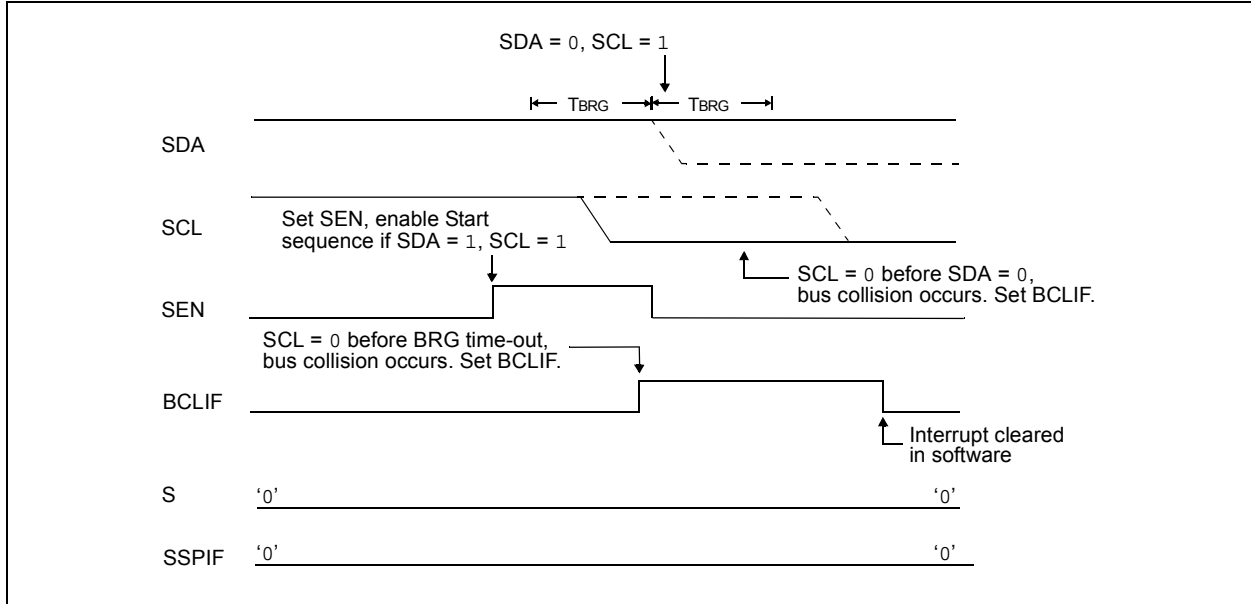 SDA = 0, SCL = 1
TBRG TBRG
SDA
SCL
Set SEN, enable Start
sequence if SDA = 1, SCL = 1
SCL = 0 before SDA = 0,
bus collision occurs. Set BCLIF.
SEN
SCL = 0 before BRG time-out,
bus collision occurs. Set BCLIF.
BCLIF
Interrupt cleared
in software
S ‘0’ ‘0’
SSPIF ‘0’ ‘0’